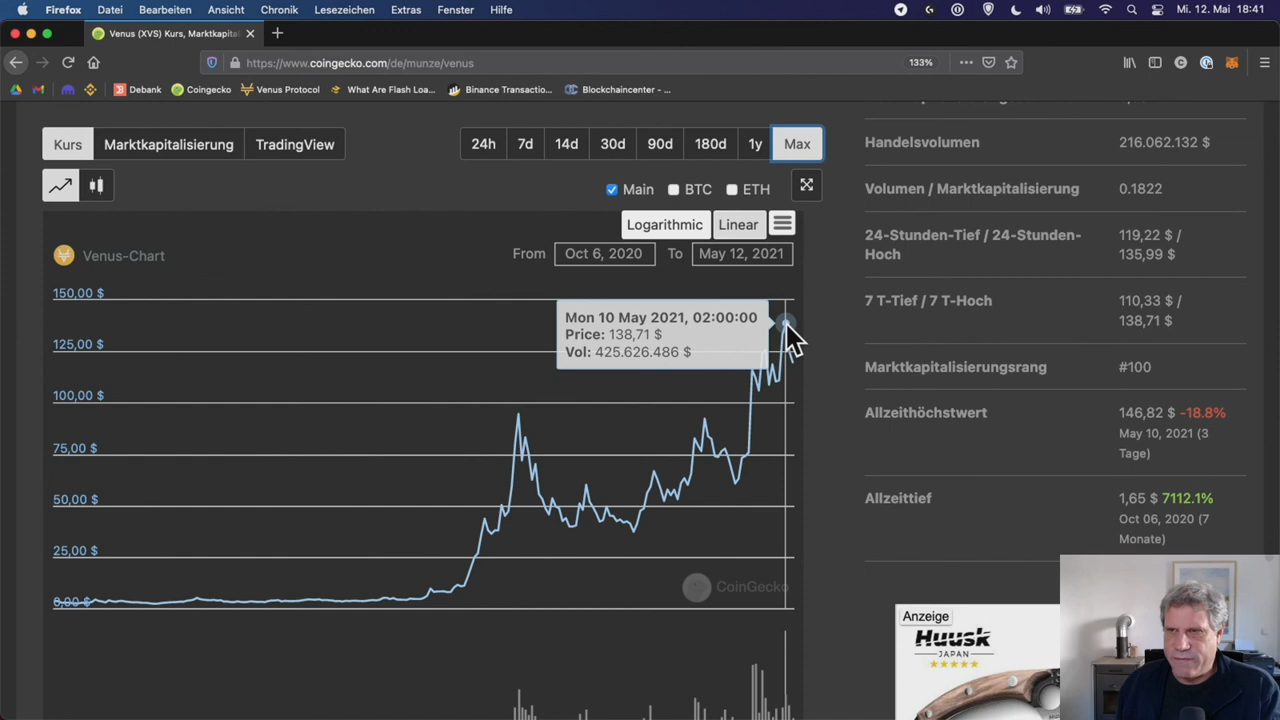 Firefox Datei Bearbeiten Ansicht Chronik Lesezeichen Extras Fenster Hilfe Mi. 12. Mai 18:41
Venus (XVS) Kurs, Marktkapital
https://www.coingecko.com/de/munze/venus 133%
Debank Coingecko Venus Protocol What Are Flash Loa... Binance Transactio... Blockchaincenter - ...
Kurs Marktkapitalisierung TradingView 24h 7d 14d 30d 90d 180d 1y Max
Main BTC ETH
Logarithmic Linear
Venus-Chart From Oct 6, 2020 To May 12, 2021
150,00 $
125,00 $
100,00 $
75,00 $
50,00 $
25,00 $
0,00 $
Mon 10 May 2021, 02:00:00
Price: 138,71 $
Vol: 425.626.486 $
CoinGecko
Handelsvolumen 216.062.132 $
Volumen / Marktkapitalisierung 0.1822
24-Stunden-Tief / 24-Stunden- 119,22 $ /
Hoch 135,99 $
7 T-Tief / 7 T-Hoch 110,33 $ /
138,71 $
Marktkapitalisierungsrang #100
Allzeithöchstwert 146,82 $ -18.8%
May 10, 2021 (3
Tage)
Allzeittief 1,65 $ 7112.1%
Oct 06, 2020 (7
Monate)
Anzeige
Huusk
JAPAN